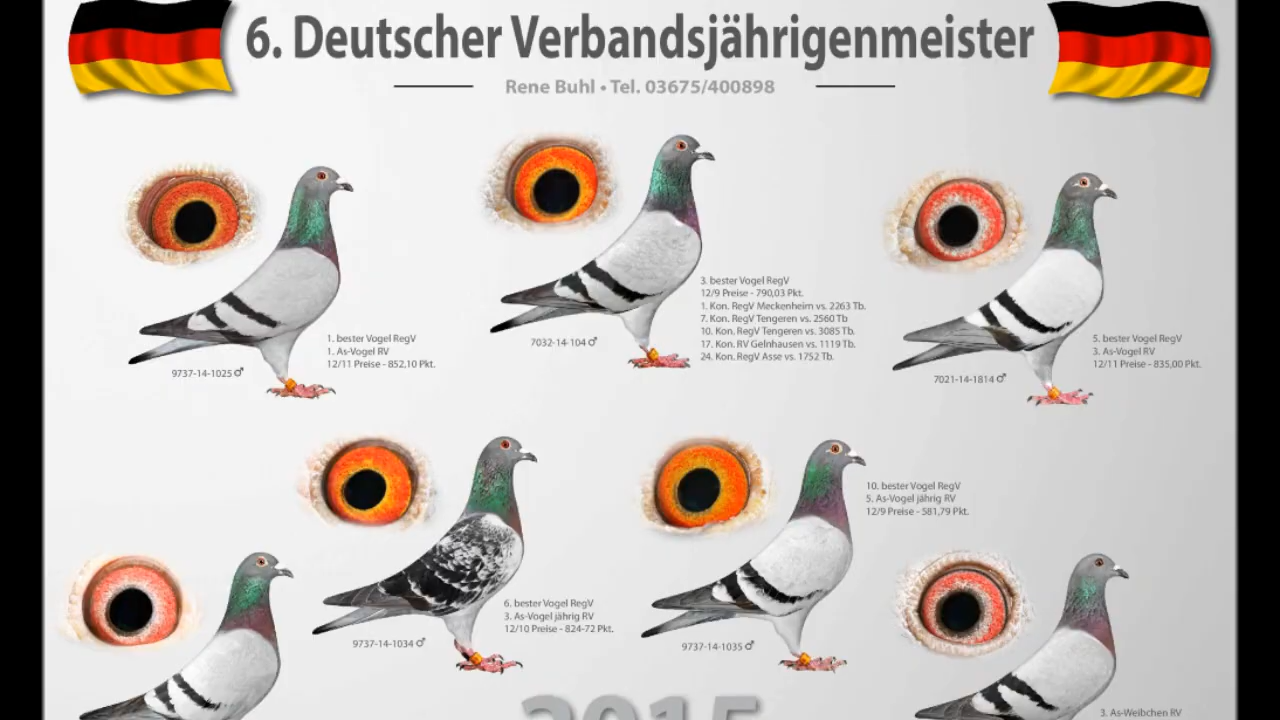 6. Deutscher Verbandsjährigenmeister
Rene Buhl • Tel. 03675/400898
1. bester Vogel RegV
1. As-Vogel RV
12/11 Preise - 852,10 Pkt.
9737-14-1025 ♂
3. bester Vogel RegV
12/9 Preise - 790,03 Pkt.
1. Kon. RegV Meckenheim vs. 2263 Tb.
7. Kon. RegV Tengeren vs. 2560 Tb
10. Kon. RegV Tengeren vs. 3085 Tb.
17. Kon. RV Gelnhausen vs. 1119 Tb.
24. Kon. RegV Asse vs. 1752 Tb.
7032-14-104 ♂
5. bester Vogel RegV
3. As-Vogel RV
12/11 Preise - 835,00 Pkt.
7021-14-1814 ♂
6. bester Vogel RegV
3. As-Vogel jährig RV
12/10 Preise - 824-72 Pkt.
9737-14-1034 ♂
10. bester Vogel RegV
5. As-Vogel jährig RV
12/9 Preise - 581,79 Pkt.
9737-14-1035 ♂
2015
3. As-Weibchen RV